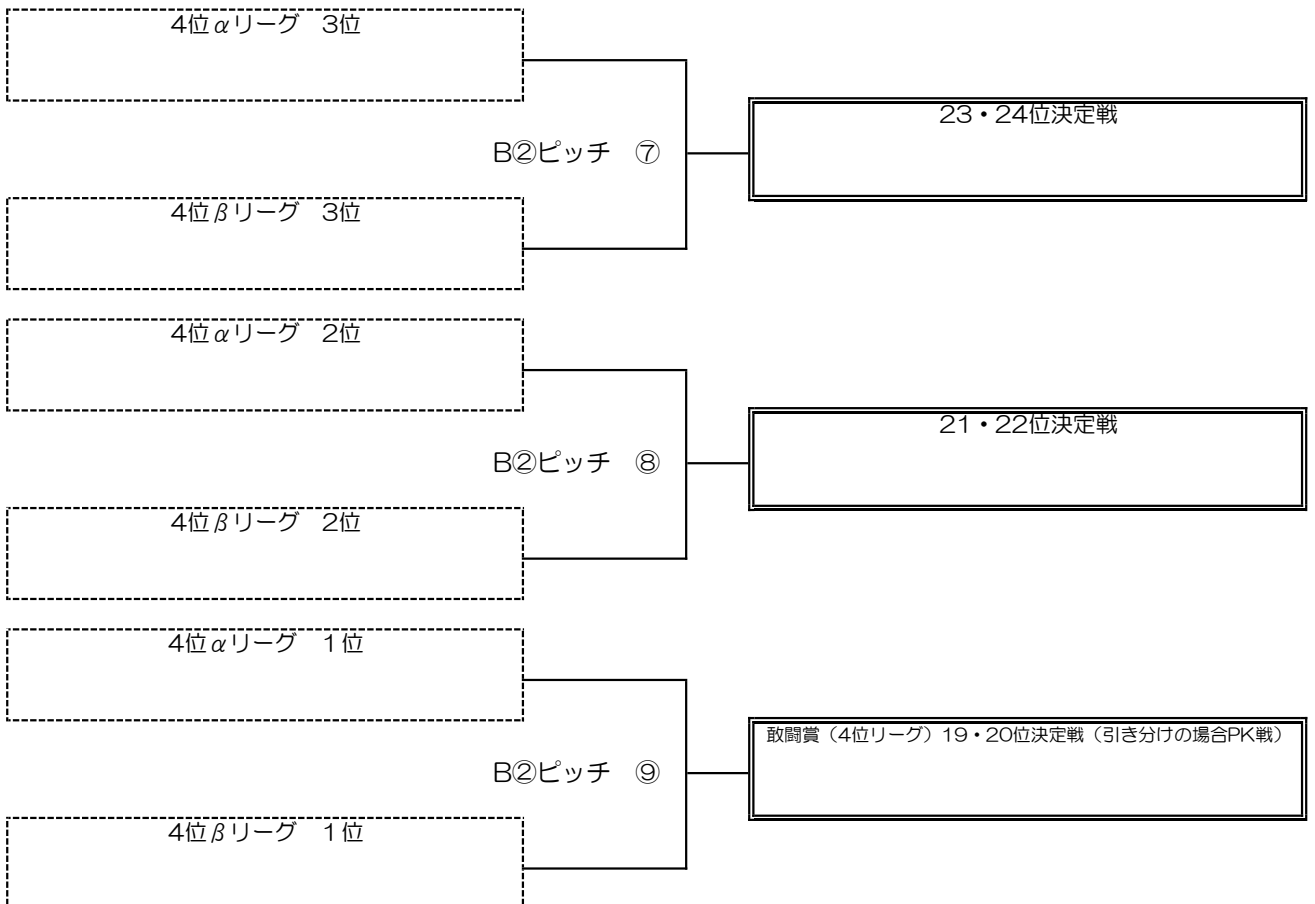 4位αリーグ　3位
23・24位決定戦
B②ピッチ　⑦
4位βリーグ　3位
4位αリーグ　2位
21・22位決定戦
B②ピッチ　⑧
4位βリーグ　2位
4位αリーグ　1位
敢闘賞（4位リーグ）19・20位決定戦（引き分けの場合PK戦）
B②ピッチ　⑨
4位βリーグ　1位